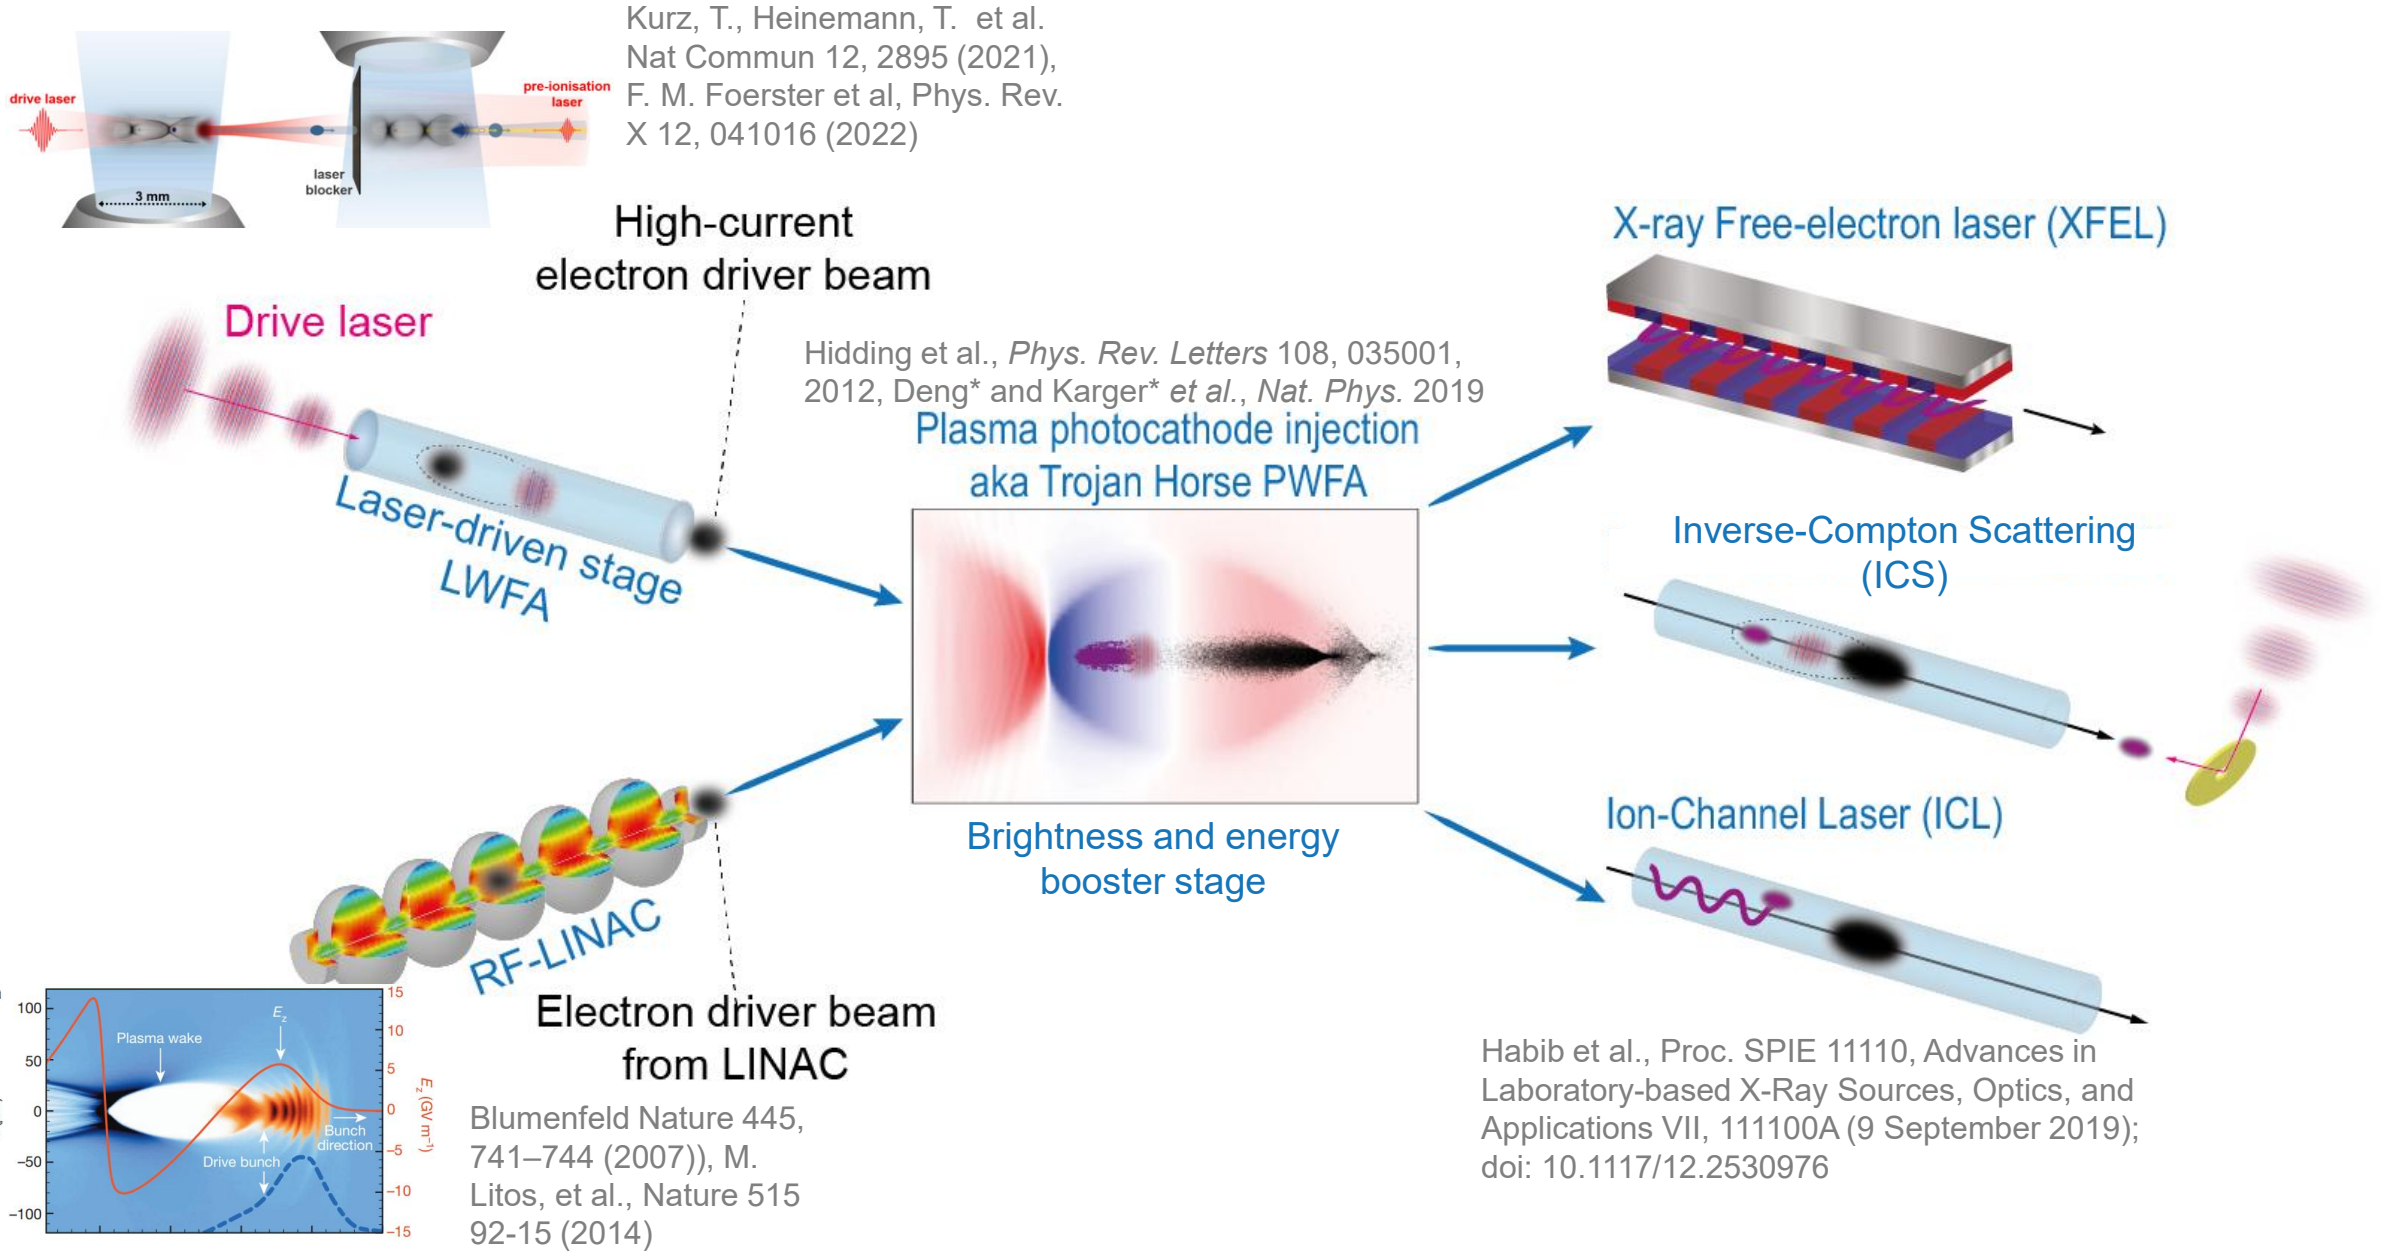 Kurz, T., Heinemann, T. et al.
Nat Commun 12, 2895 (2021),
F. M. Foerster et al, Phys. Rev.
X 12, 041016 (2022)
drive laser
pre-ionisation
laser
laser
blocker
3 mm
High-current
electron driver beam
Drive laser
Laser-driven stage
LWFA
Hidding et al., Phys. Rev. Letters 108, 035001,
2012, Deng* and Karger* et al., Nat. Phys. 2019
Plasma photocathode injection
aka Trojan Horse PWFA
Brightness and energy
booster stage
X-ray Free-electron laser (XFEL)
Inverse-Compton Scattering
(ICS)
Ion-Channel Laser (ICL)
RF-LINAC
Electron driver beam
from LINAC
Blumenfeld Nature 445,
741–744 (2007)), M.
Litos, et al., Nature 515
92-15 (2014)
Habib et al., Proc. SPIE 11110, Advances in
Laboratory-based X-Ray Sources, Optics, and
Applications VII, 111100A (9 September 2019);
doi: 10.1117/12.2530976
100
50
0
−50
−100
Plasma wake
Ez
Drive bunch
Bunch
direction
15
10
5
0
−5
−10
−15
Ez (GV m⁻¹)